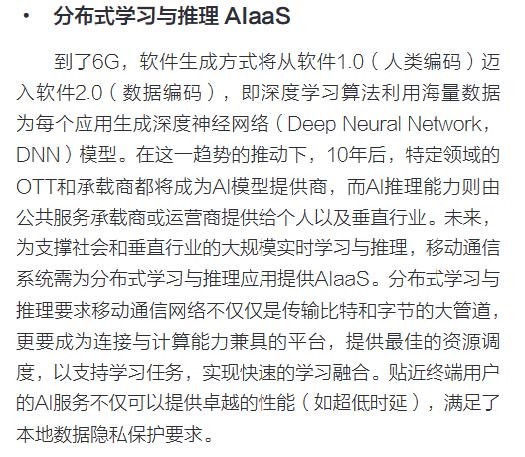 • 分布式学习与推理 AIaaS
到了6G，软件生成方式将从软件1.0（人类编码）迈
入软件2.0（数据编码），即深度学习算法利用海量数据
为每个应用生成深度神经网络（Deep Neural Network，
DNN）模型。在这一趋势的推动下，10年后，特定领域的
OTT和承载商都将成为AI模型提供商，而AI推理能力则由
公共服务承载商或运营商提供给个人以及垂直行业。未来，
为支撑社会和垂直行业的大规模实时学习与推理，移动通信
系统需为分布式学习与推理应用提供AIaaS。分布式学习与
推理要求移动通信网络不仅仅是传输比特和字节的大管道，
更要成为连接与计算能力兼具的平台，提供最佳的资源调
度，以支持学习任务，实现快速的学习融合。贴近终端用户
的AI服务不仅可以提供卓越的性能（如超低时延），满足了
本地数据隐私保护要求。